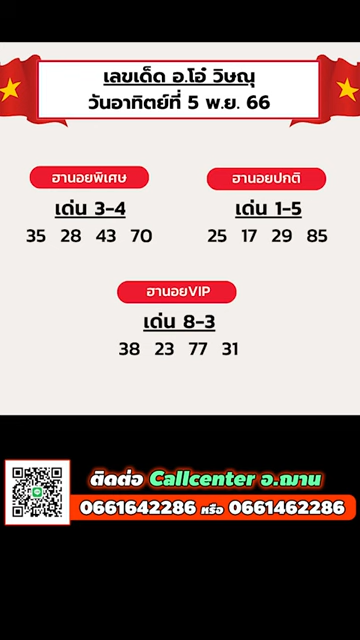 เลขเด็ด อ.โอ๋ วิษณุ
วันอาทิตย์ที่ 5 พ.ย. 66
ฮานอยพิเศษ
เด่น 3-4
35 28 43 70
ฮานอยปกติ
เด่น 1-5
25 17 29 85
ฮานอยVIP
เด่น 8-3
38 23 77 31
ติดต่อ Callcenter อ.ฌาน
0661642286 หรือ 0661462286